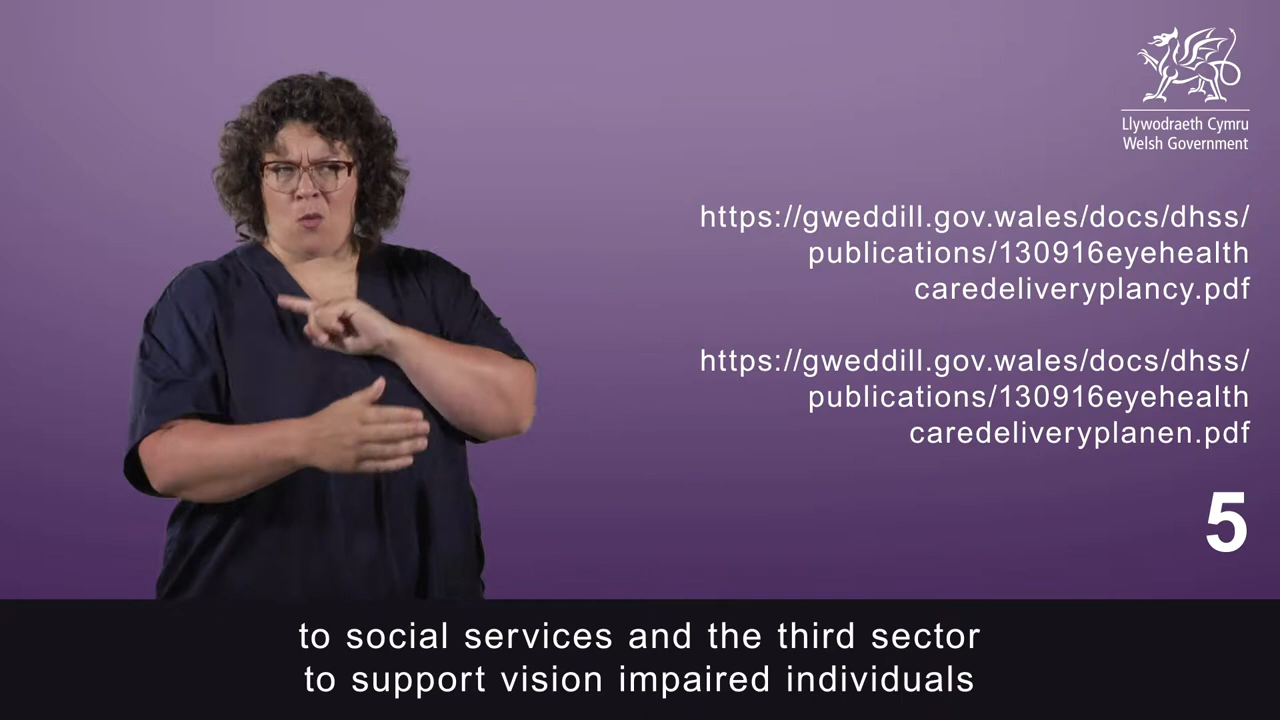 Llywodraeth Cymru
Welsh Government
https://gweddill.gov.wales/docs/dhss/
publications/130916eyehealth
caredeliveryplancy.pdf
https://gweddill.gov.wales/docs/dhss/
publications/130916eyehealth
caredeliveryplanen.pdf
5
to social services and the third sector
to support vision impaired individuals